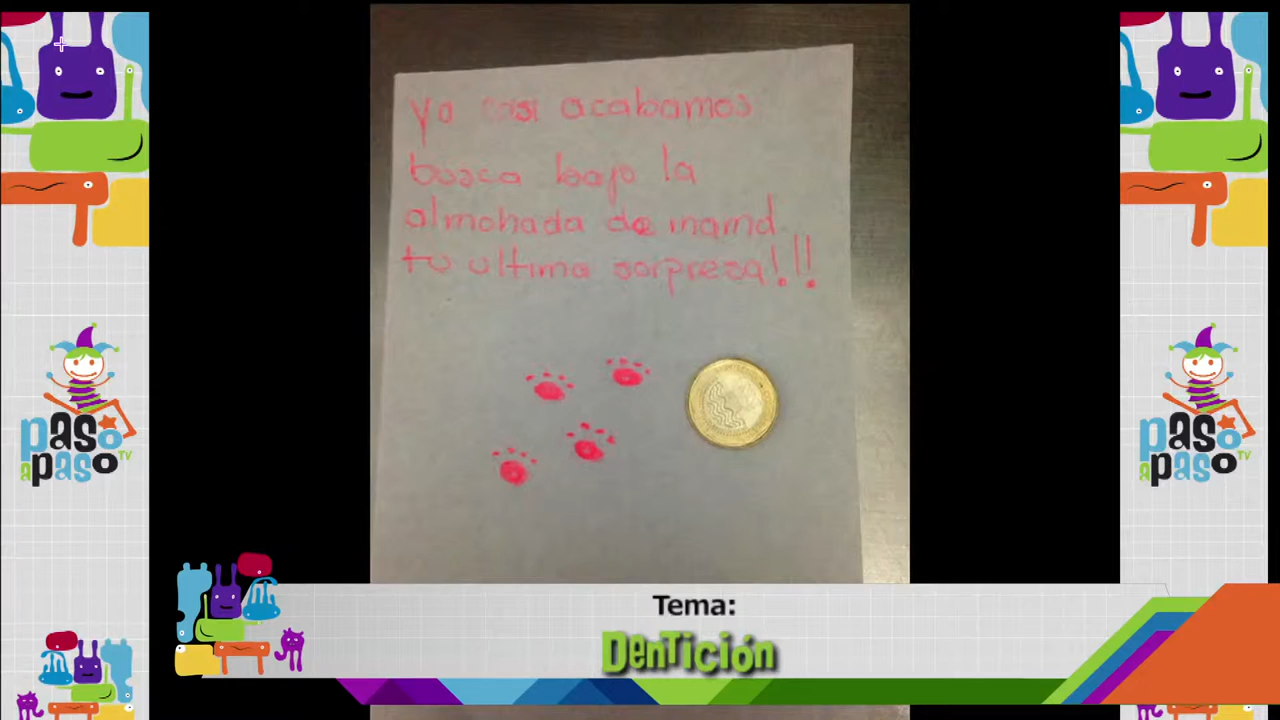 ya casi acabamos
busca bajo la
almohada de mamá
tu ultima sorpresa!!!
PASO
a PASO
TV
PASO
a PASO
TV
Tema:
Dentición